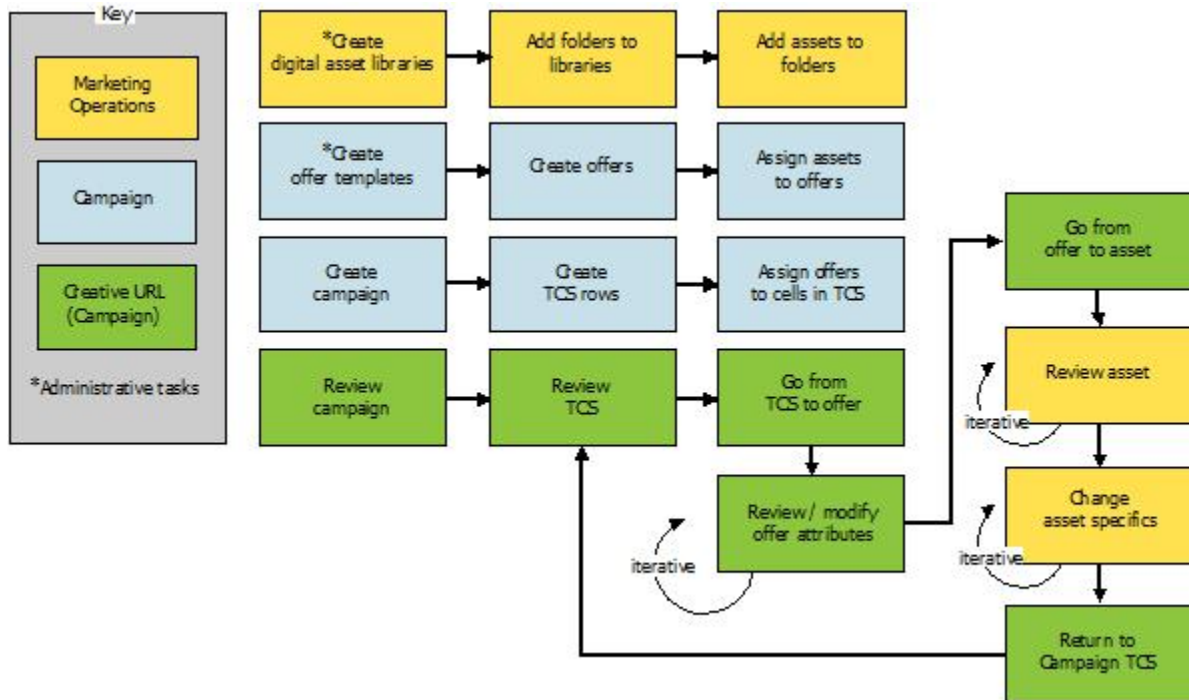 Key
Marketing
Operations
Campaign
Creative URL
(Campaign)
*Administrative tasks
*Create
digital asset libraries
Add folders to
libraries
Add assets to
folders
*Create
offer templates
Create offers
Assign assets
to offers
Create
campaign
Create
TCS rows
Assign offers
to cells in TCS
Review
campaign
Review
TCS
Go from
TCS to offer
Review / modify
offer attributes
iterative
Go from
offer to asset
Review asset
iterative
Change
asset specifics
iterative
Return to
Campaign TCS